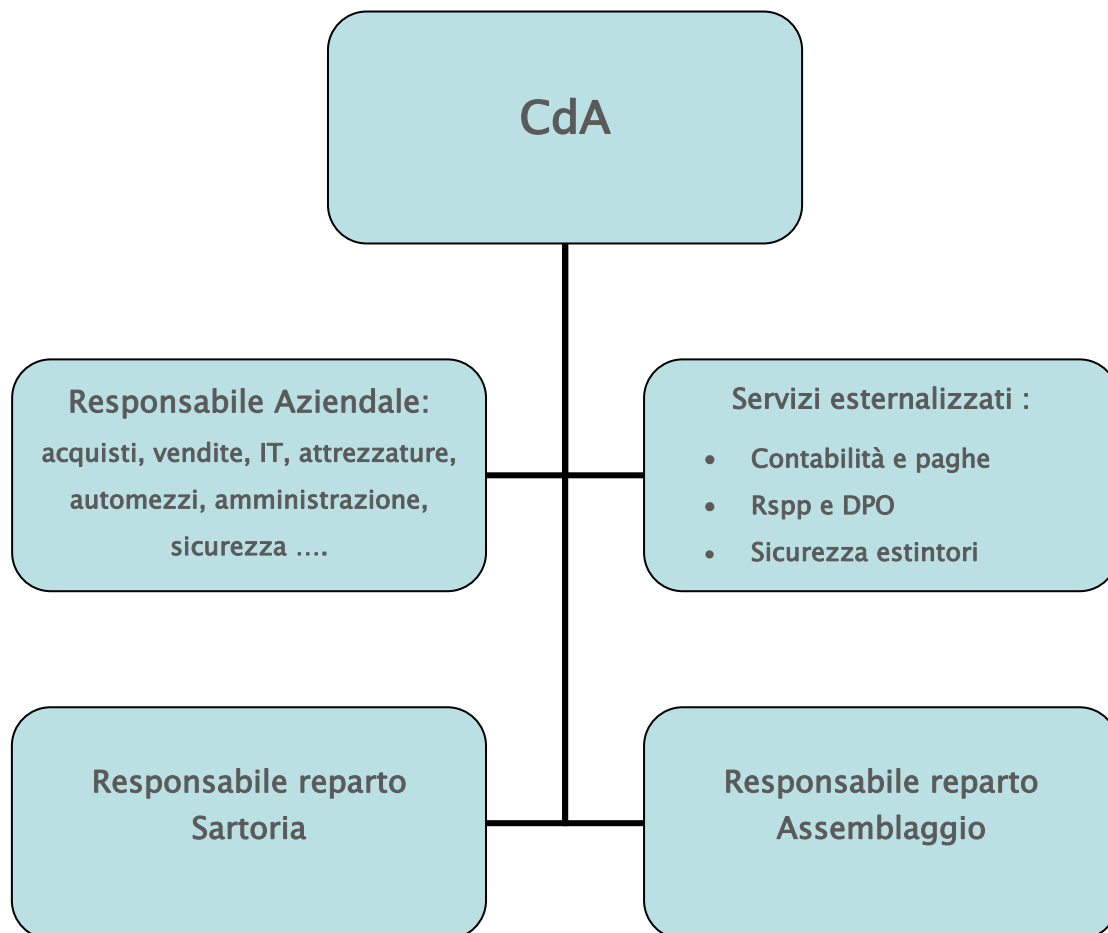 CdA
Responsabile Aziendale:
acquisti, vendite, IT, attrezzature,
automezzi, amministrazione,
sicurezza ....
Servizi esternalizzati :
• Contabilità e paghe
• Rspp e DPO
• Sicurezza estintori
Responsabile reparto
Sartoria
Responsabile reparto
Assemblaggio